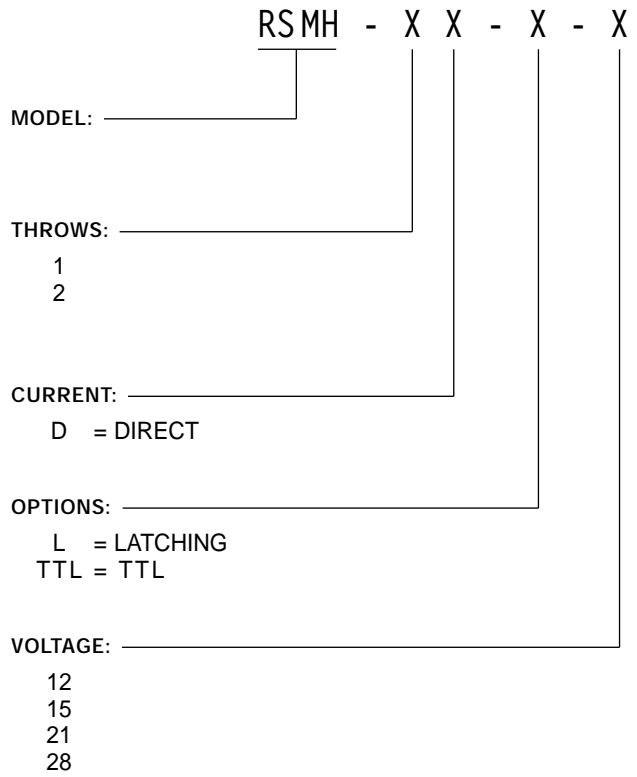 RSMH - X X - X - X
MODEL:
THROWS:
1
2
CURRENT:
D = DIRECT
OPTIONS:
L = LATCHING
TTL = TTL
VOLTAGE:
12
15
21
28